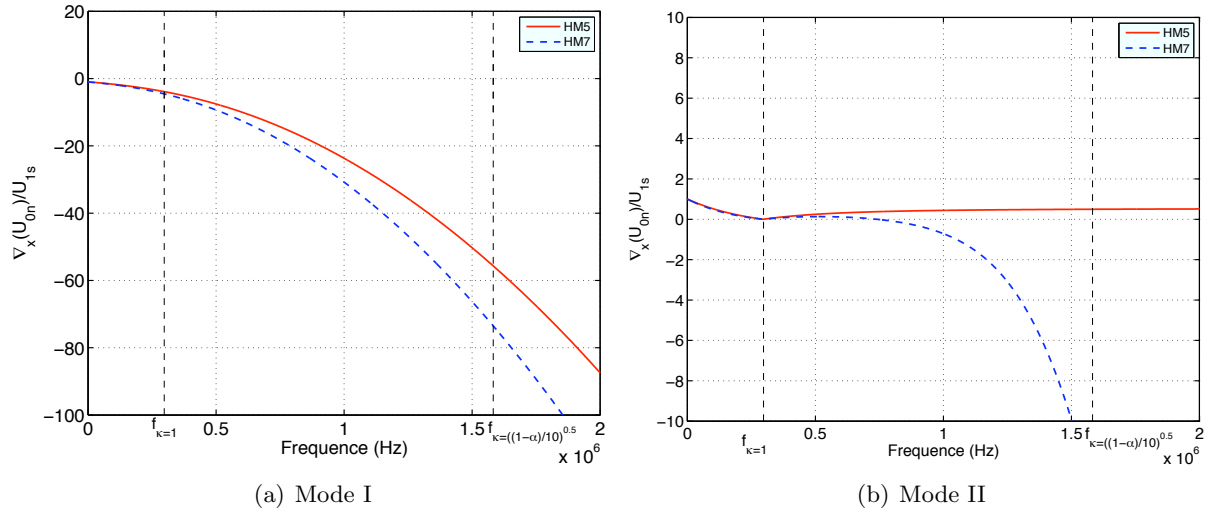 20
0
−20
−40
−60
−80
−100
∇x(U0n)/U1s
HM5
HM7
0
fκ=1
0.5
1
1.5
fκ=((1−α)/10)^0.5
2
Frequence (Hz)
x 10^6
(a) Mode I
10
8
6
4
2
0
−2
−4
−6
−8
−10
∇x(U0n)/U1s
HM5
HM7
0
fκ=1
0.5
1
1.5
fκ=((1−α)/10)^0.5
2
Frequence (Hz)
x 10^6
(b) Mode II